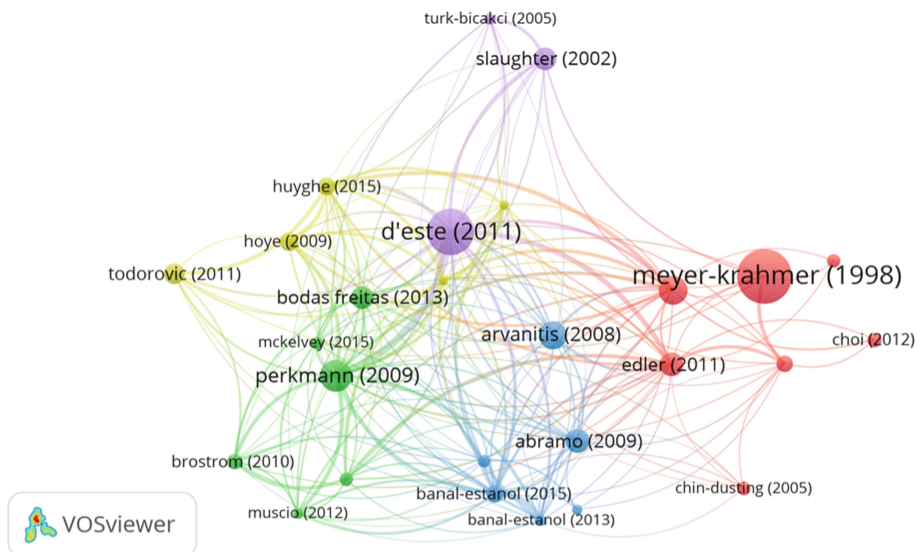 turk-bicakci (2005)
slaughter (2002)
huyghe (2015)
d'este (2011)
hoye (2009)
todorovic (2011)
meyer-krahmer (1998)
bodas freitas (2013)
arvanitis (2008)
mckelvey (2015)
choi (2012)
edler (2011)
perkmann (2009)
abramo (2009)
brostrom (2010)
chin-dusting (2005)
banal-estanol (2015)
muscio (2012)
banal-estanol (2013)
VOSviewer